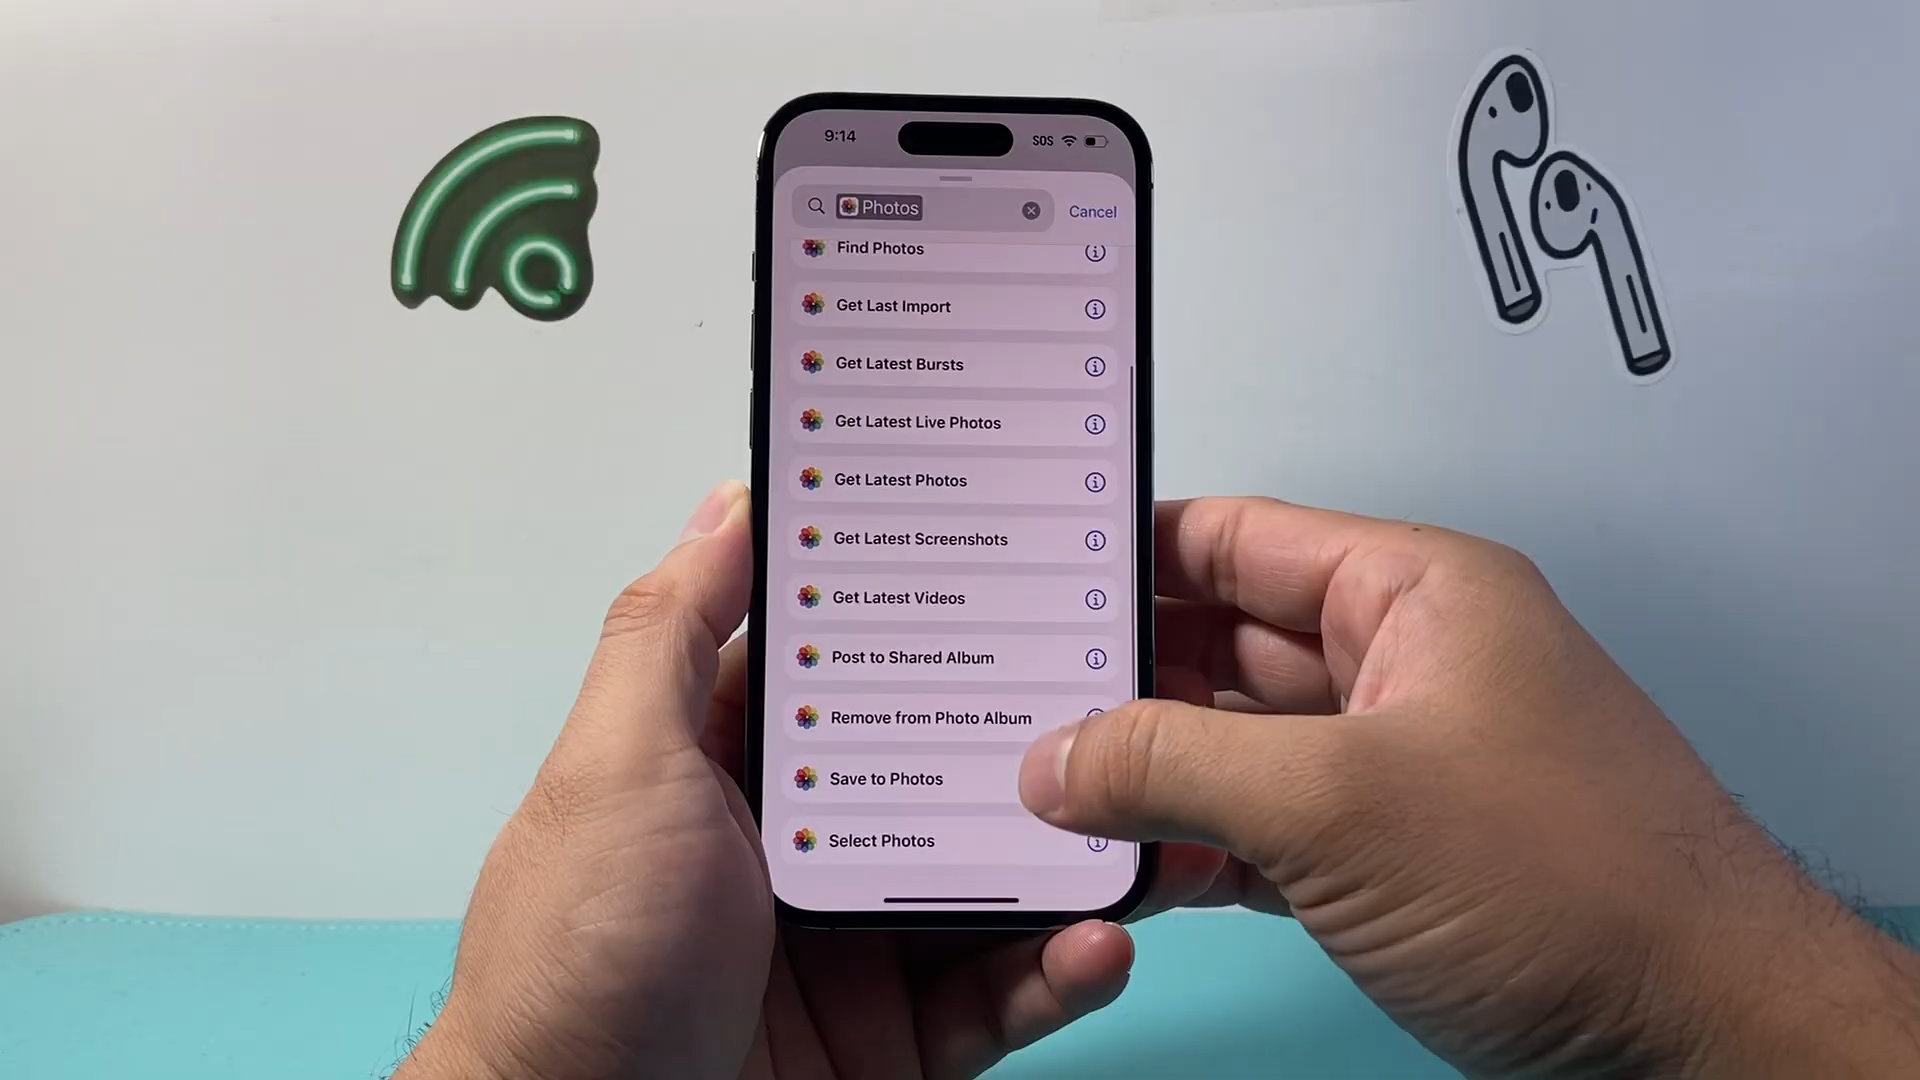 9:14
SOS
Photos
Cancel
Find Photos
Get Last Import
Get Latest Bursts
Get Latest Live Photos
Get Latest Photos
Get Latest Screenshots
Get Latest Videos
Post to Shared Album
Remove from Photo Album
Save to Photos
Select Photos